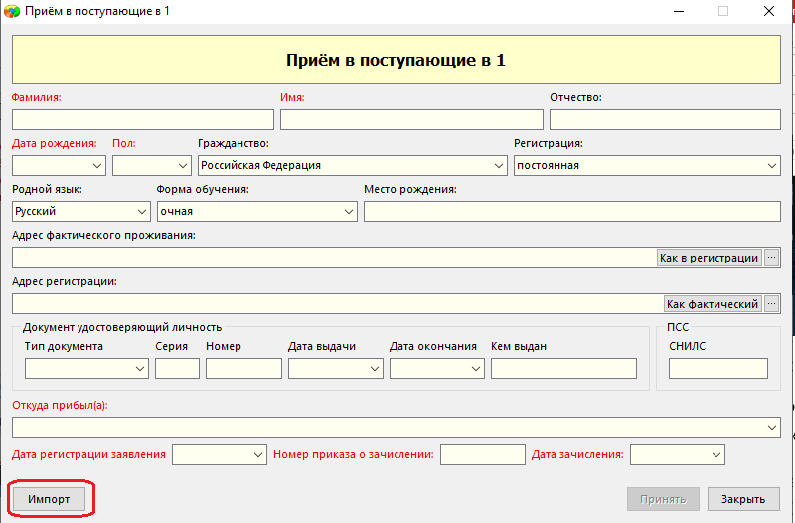 Приём в поступающие в 1
Приём в поступающие в 1
Фамилия: Имя: Отчество:
Дата рождения: Пол: Гражданство: Регистрация:
Российская Федерация постоянная
Родной язык: Форма обучения: Место рождения:
Русский очная
Адрес фактического проживания:
Как в регистрации ...
Адрес регистрации:
Как фактический ...
Документ удостоверяющий личность ПСС
Тип документа Серия Номер Дата выдачи Дата окончания Кем выдан СНИЛС
Откуда прибыл(а):
Дата регистрации заявления Номер приказа о зачислении: Дата зачисления:
Импорт Принять Закрыть